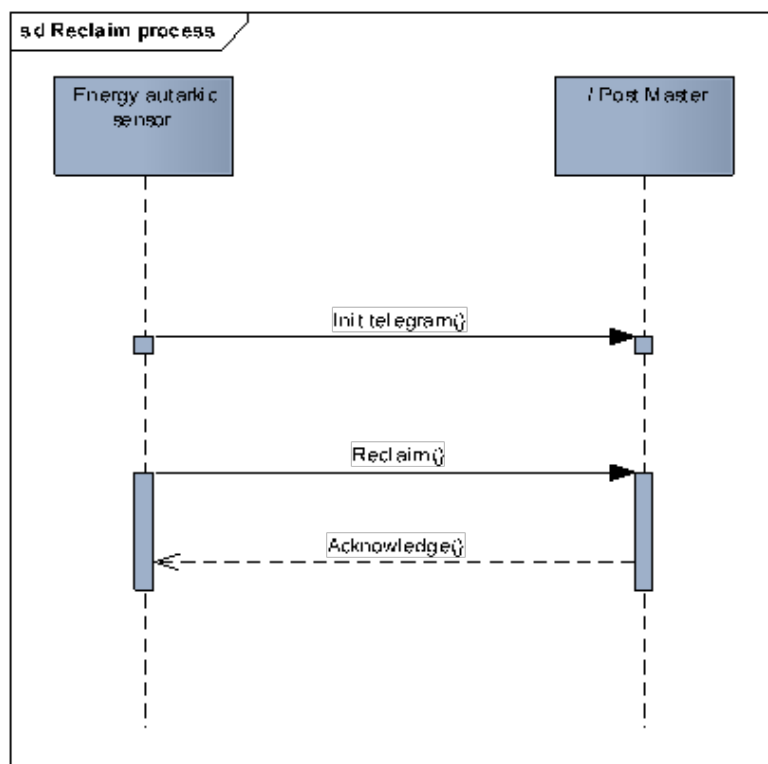 sd Reclaim process
Energy autarkic
sensor
/ Post Master
Init telegram()
Reclaim()
Acknowledge()